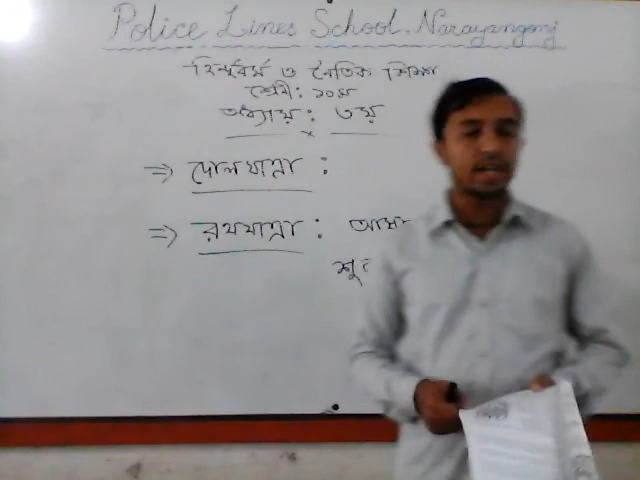 Police Lines School, Narayanganj
হিন্দুধর্ম ও নৈতিক শিক্ষা
শ্রেণী: ১০ম
অধ্যায়: ৩য়
x
⇒ দোলযাত্রা :
⇒ রথযাত্রা :